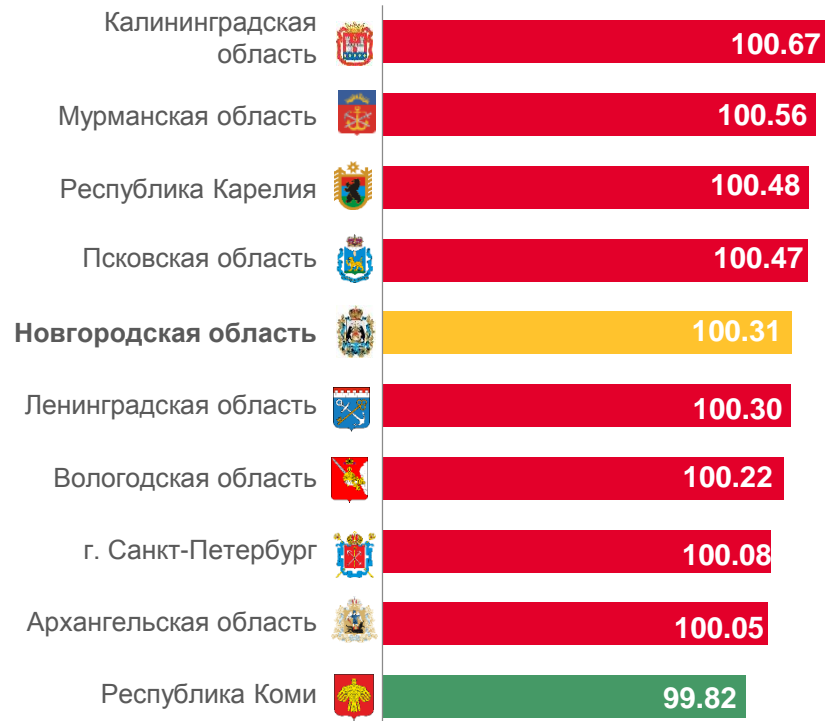 Калининградская
область
100.67
Мурманская область
100.56
Республика Карелия
100.48
Псковская область
100.47
Новгородская область
100.31
Ленинградская область
100.30
Вологодская область
100.22
г. Санкт-Петербург
100.08
Архангельская область
100.05
Республика Коми
99.82